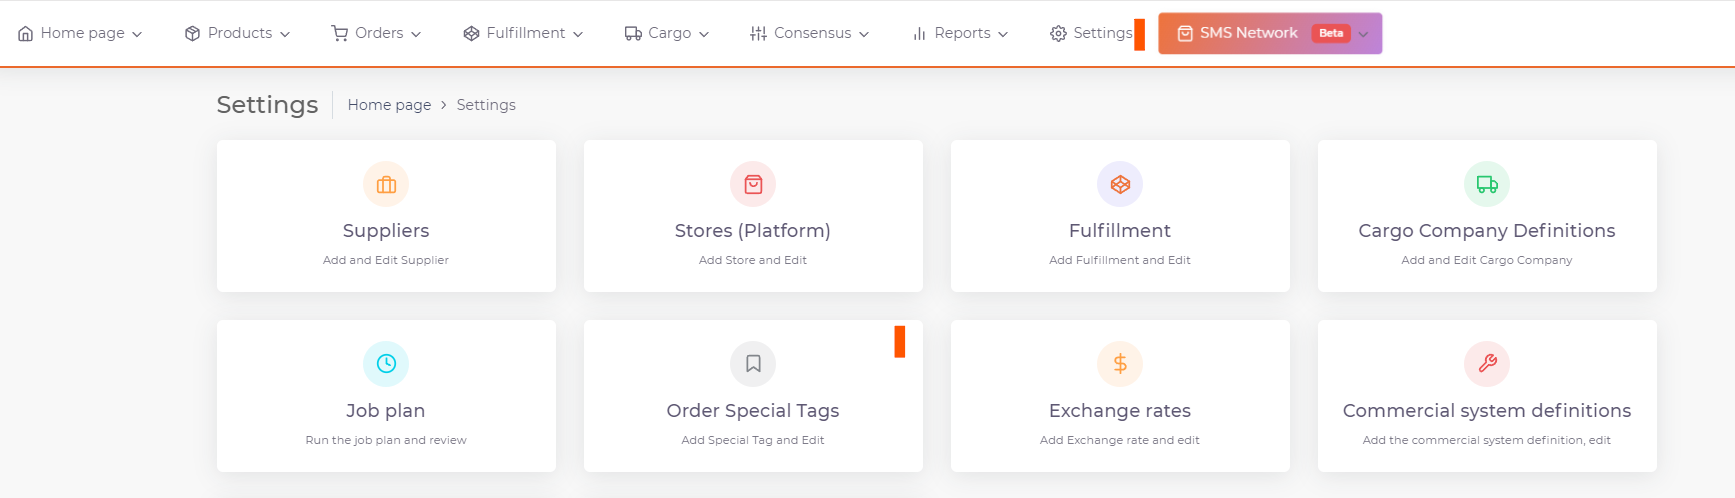 Home page Products Orders Fulfillment Cargo Consensus Reports Settings SMS Network Beta
Settings Home page > Settings
Suppliers
Add and Edit Supplier
Stores (Platform)
Add Store and Edit
Fulfillment
Add Fulfillment and Edit
Cargo Company Definitions
Add and Edit Cargo Company
Job plan
Run the job plan and review
Order Special Tags
Add Special Tag and Edit
Exchange rates
Add Exchange rate and edit
Commercial system definitions
Add the commercial system definition, edit